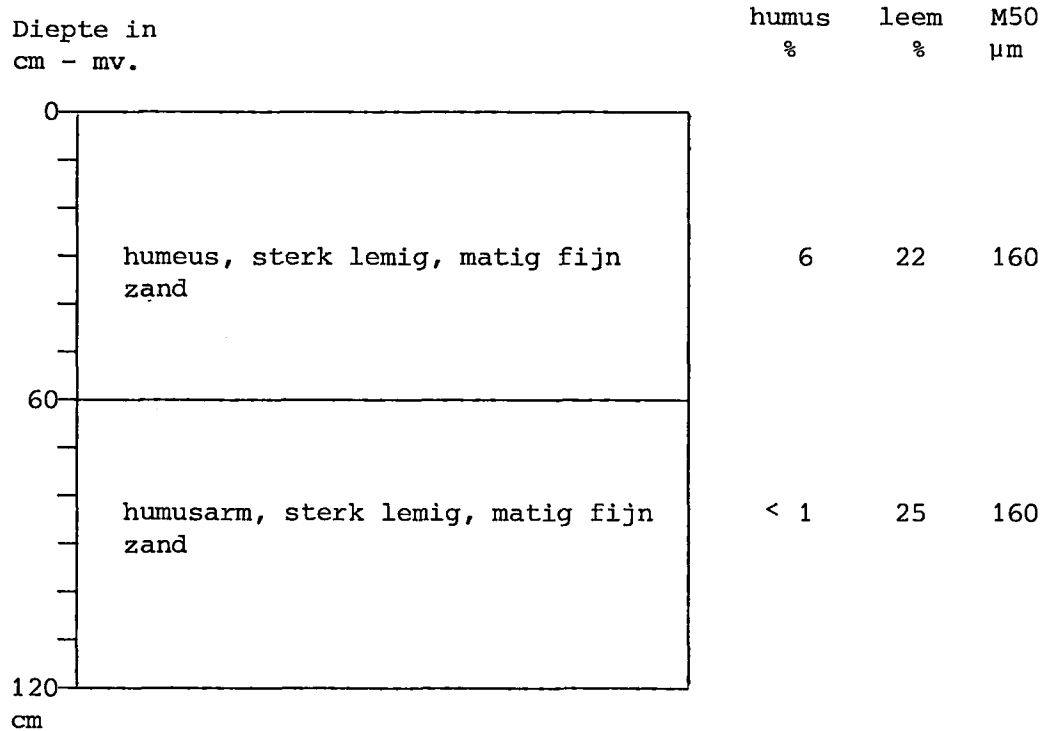 Diepte in
cm - mv.
humus leem M50
% % µm
0
humeus, sterk lemig, matig fijn
zand
6 22 160
60
humusarm, sterk lemig, matig fijn
zand
< 1 25 160
120
cm